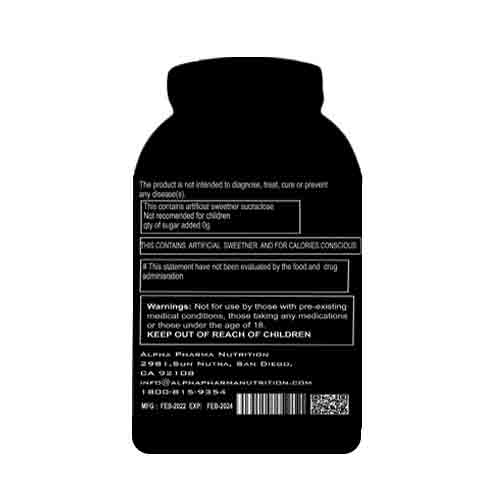 The product is not intended to diagnose, treat, cure or prevent
any disease(s).
This contains artificial sweetner sucraclose
Not recomended for children
qty of sugar added 0g
THIS CONTAINS ARTIFICIAL SWEETNER AND FOR CALORIES CONSCIOUS
# This statement have not been evaluated by the food and drug
administration
Warnings: Not for use by those with pre-existing
medical conditions, those taking any medications
or those under the age of 18.
KEEP OUT OF REACH OF CHILDREN
ALPHA PHARMA NUTRITION
2981,SUN NUTRA, SAN DIEGO,
CA 92108
INFO@ALPHAPHARMANUTRITION.COM
1800-815-9354
MFG : FEB-2022 EXP: FEB-2024